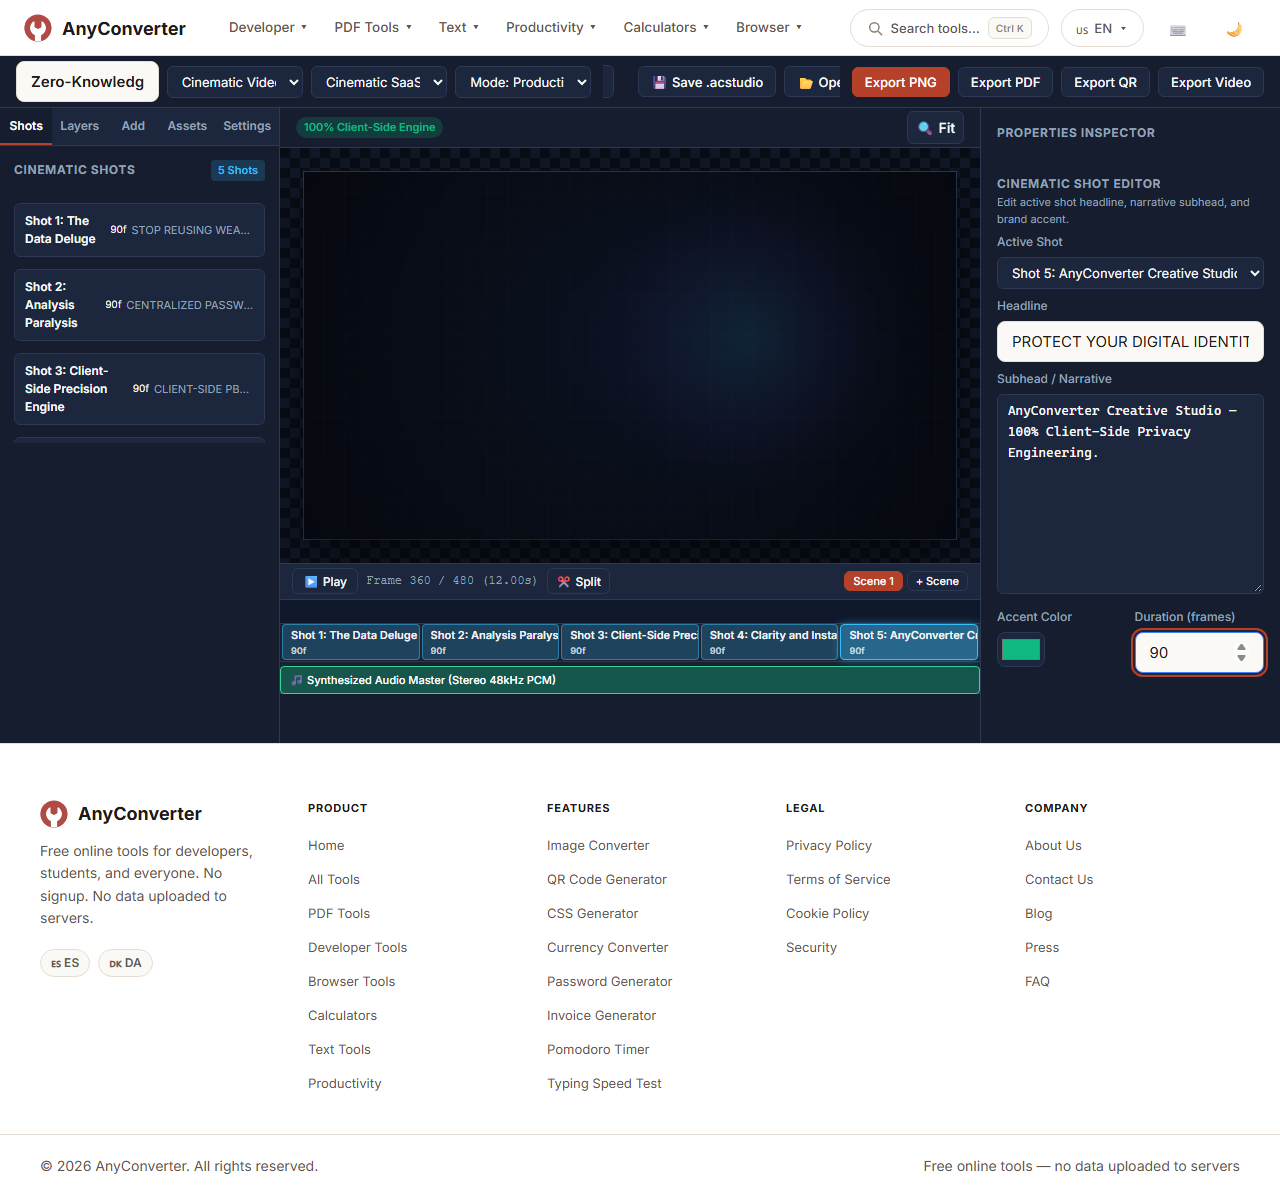 AnyConverter
Developer
PDF Tools
Text
Productivity
Calculators
Browser
Search tools...
Ctrl K
US EN
Zero-Knowledg
Cinematic Vide
Cinematic SaaS
Mode: Producti
Save .acstudio
Ope
Export PNG
Export PDF
Export QR
Export Video
Shots
Layers
Add
Assets
Settings
CINEMATIC SHOTS
5 Shots
Shot 1: The
Data Deluge
90f STOP REUSING WEA...
Shot 2:
Analysis
Paralysis
90f CENTRALIZED PASSW...
Shot 3: Client-
Side Precision
Engine
90f CLIENT-SIDE PB...
100% Client-Side Engine
Fit
Play
Frame 360 / 480 (12.00s)
Split
Scene 1
+ Scene
Shot 1: The Data Deluge
90f
Shot 2: Analysis Paralys
90f
Shot 3: Client-Side Prec
90f
Shot 4: Clarity and Insta
90f
Shot 5: AnyConverter Cr
90f
Synthesized Audio Master (Stereo 48kHz PCM)
PROPERTIES INSPECTOR
CINEMATIC SHOT EDITOR
Edit active shot headline, narrative subhead, and
brand accent.
Active Shot
Shot 5: AnyConverter Creative Studio
Headline
PROTECT YOUR DIGITAL IDENTIT
Subhead / Narrative
AnyConverter Creative Studio —
100% Client-Side Privacy
Engineering.
Accent Color
Duration (frames)
90
AnyConverter
Free online tools for developers,
students, and everyone. No
signup. No data uploaded to
servers.
ES ES
DK DA
PRODUCT
Home
All Tools
PDF Tools
Developer Tools
Browser Tools
Calculators
Text Tools
Productivity
FEATURES
Image Converter
QR Code Generator
CSS Generator
Currency Converter
Password Generator
Invoice Generator
Pomodoro Timer
Typing Speed Test
LEGAL
Privacy Policy
Terms of Service
Cookie Policy
Security
COMPANY
About Us
Contact Us
Blog
Press
FAQ
© 2026 AnyConverter. All rights reserved.
Free online tools — no data uploaded to servers